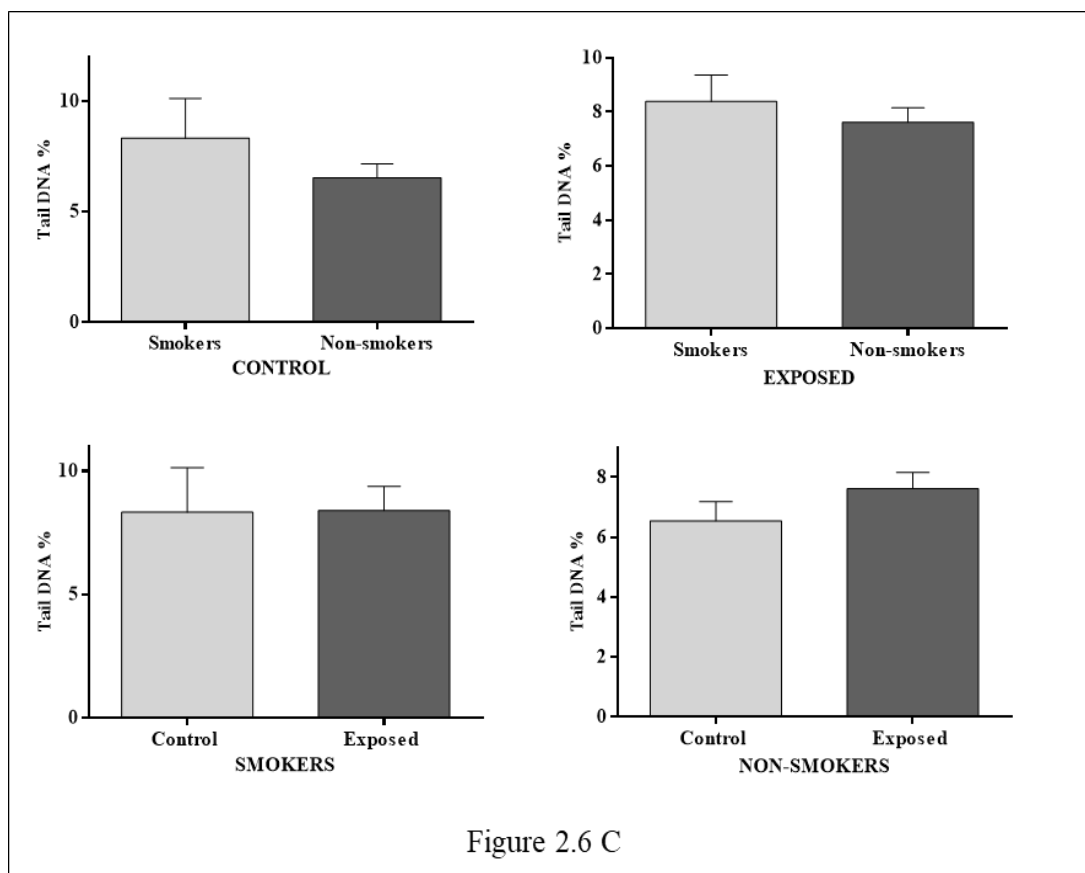 Tail DNA %
10
5
0
Smokers Non-smokers
CONTROL
Tail DNA %
10
8
6
4
2
0
Smokers Non-smokers
EXPOSED
Tail DNA %
10
5
0
Control Exposed
SMOKERS
Tail DNA %
8
6
4
2
0
Control Exposed
NON-SMOKERS
Figure 2.6 C